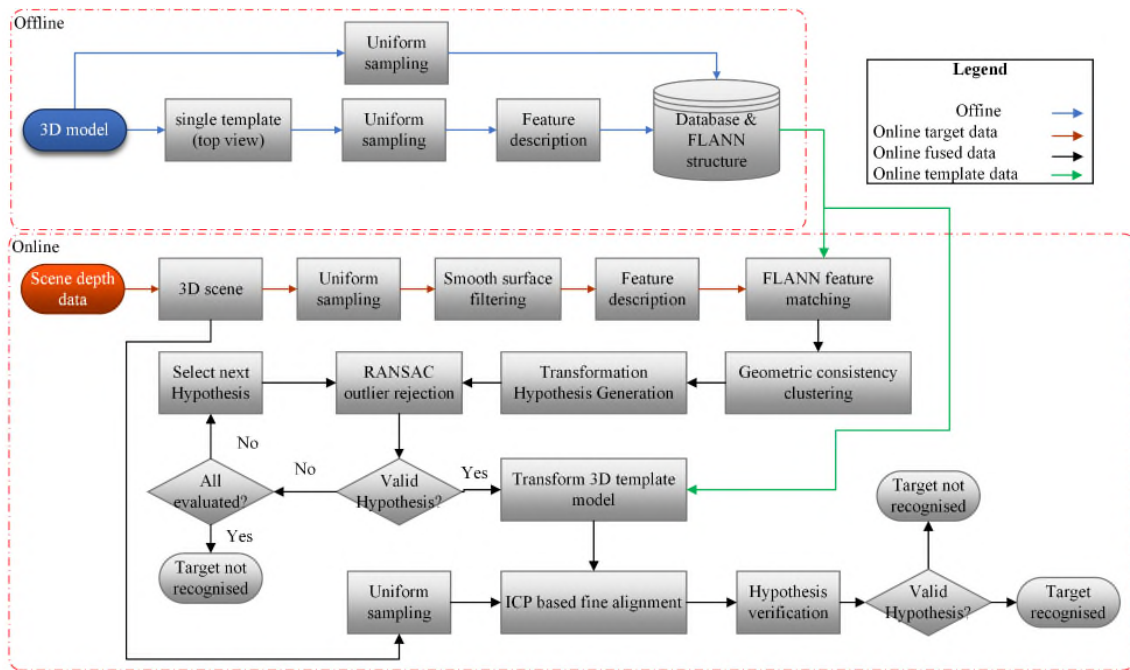 Offline
Uniform
sampling
3D model
single template
(top view)
Uniform
sampling
Feature
description
Database &
FLANN
structure
Legend
Offine
Online target data
Online fused data
Online template data
Online
Scene depth
data
3D scene
Uniform
sampling
Smooth surface
filtering
Feature
description
FLANN feature
matching
Select next
Hypothesis
RANSAC
outlier rejection
Transformation
Hypothesis Generation
Geometric consistency
clustering
No
All
evaluated?
No
Valid
Hypothesis?
Yes
Transform 3D template
model
Target not
recognised
Yes
Target not
recognised
Uniform
sampling
ICP based fine alignment
Hypothesis
verification
Valid
Hypothesis?
Target
recognised